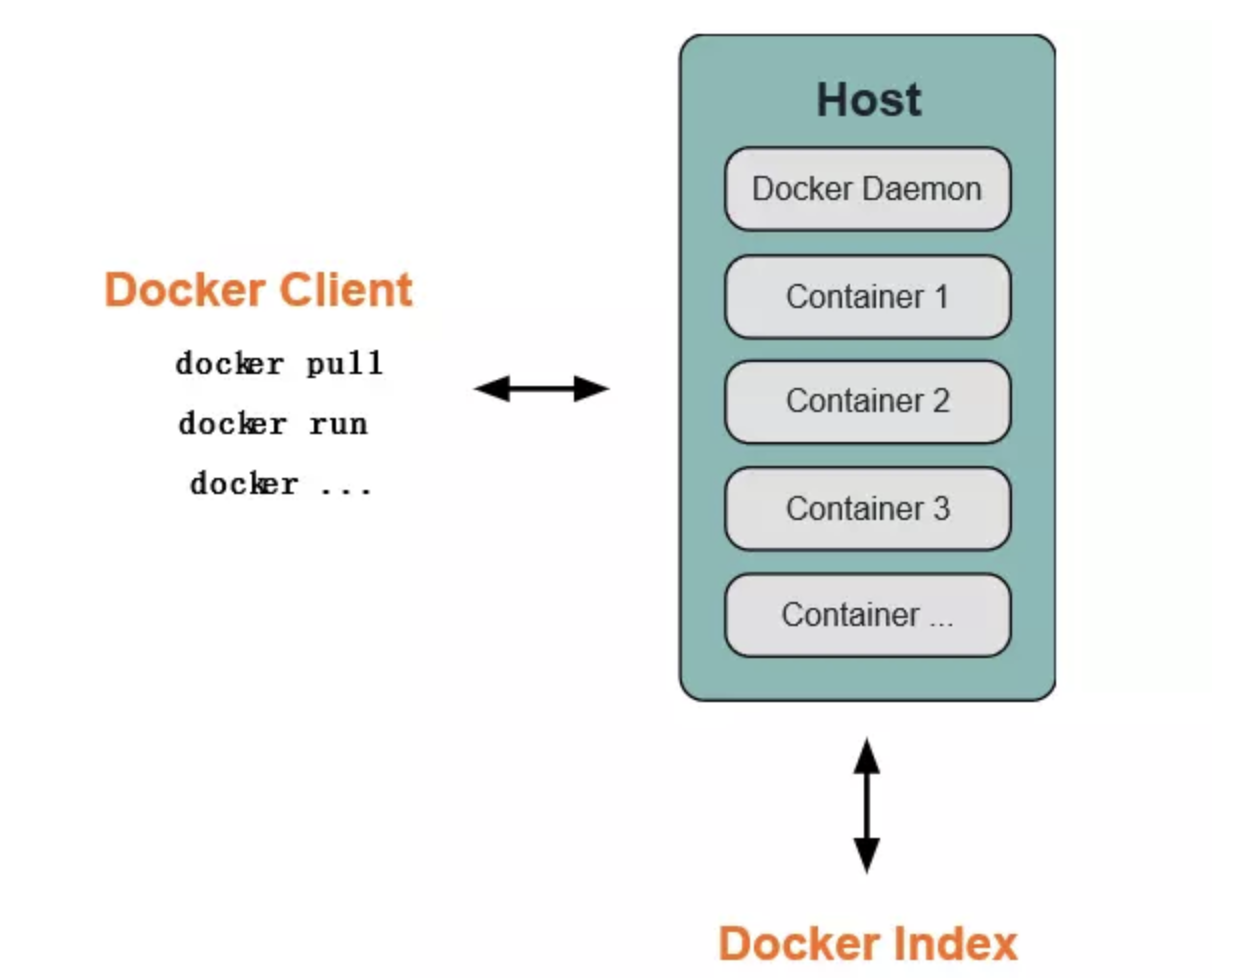 Host
Docker Daemon
Container 1
Container 2
Container 3
Container ...
Docker Client
docker pull
docker run
docker ...
Docker Index